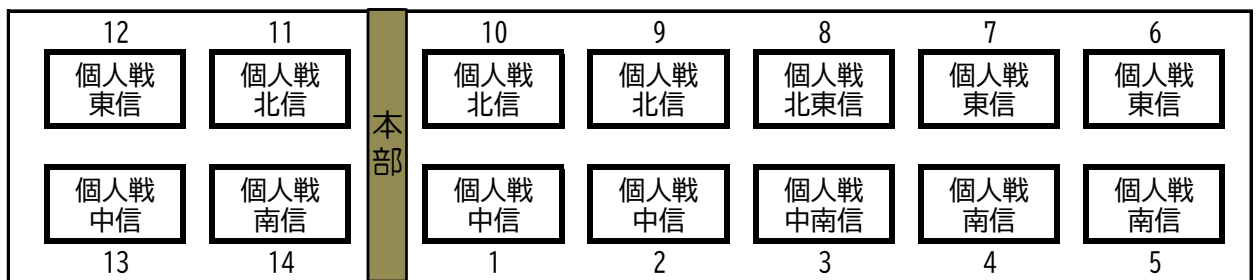 12 11 10 9 8 7 6
個人戦 個人戦 個人戦 個人戦 個人戦 個人戦 個人戦
東信 北信 北信 北信 北東信 東信 東信
本部
個人戦 個人戦 個人戦 個人戦 個人戦 個人戦 個人戦
中信 南信 中信 中信 中南信 南信 南信
13 14 1 2 3 4 5